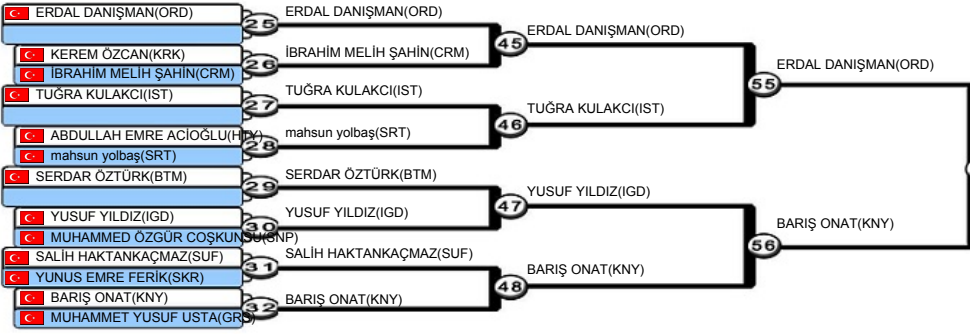 ERDAL DANIŞMAN(ORD)
25
ERDAL DANIŞMAN(ORD)
KEREM ÖZCAN(KRK)
İBRAHİM MELİH ŞAHİN(CRM)
26
İBRAHİM MELİH ŞAHİN(CRM)
45
ERDAL DANIŞMAN(ORD)
TUĞRA KULAKCI(IST)
27
TUĞRA KULAKCI(IST)
ABDULLAH EMRE ACİOĞLU(HTY)
mahsun yolbaş(SRT)
28
mahsun yolbaş(SRT)
46
TUĞRA KULAKCI(IST)
55
ERDAL DANIŞMAN(ORD)
SERDAR ÖZTÜRK(BTM)
29
SERDAR ÖZTÜRK(BTM)
YUSUF YILDIZ(IGD)
MUHAMMED ÖZGÜR COŞKUNSU(SNP)
30
YUSUF YILDIZ(IGD)
47
YUSUF YILDIZ(IGD)
SALİH HAKTANKAÇMAZ(SUF)
YUNUS EMRE FERİK(SKR)
31
SALİH HAKTANKAÇMAZ(SUF)
BARIŞ ONAT(KNY)
MUHAMMET YUSUF USTA(GRS)
32
BARIŞ ONAT(KNY)
48
BARIŞ ONAT(KNY)
56
BARIŞ ONAT(KNY)